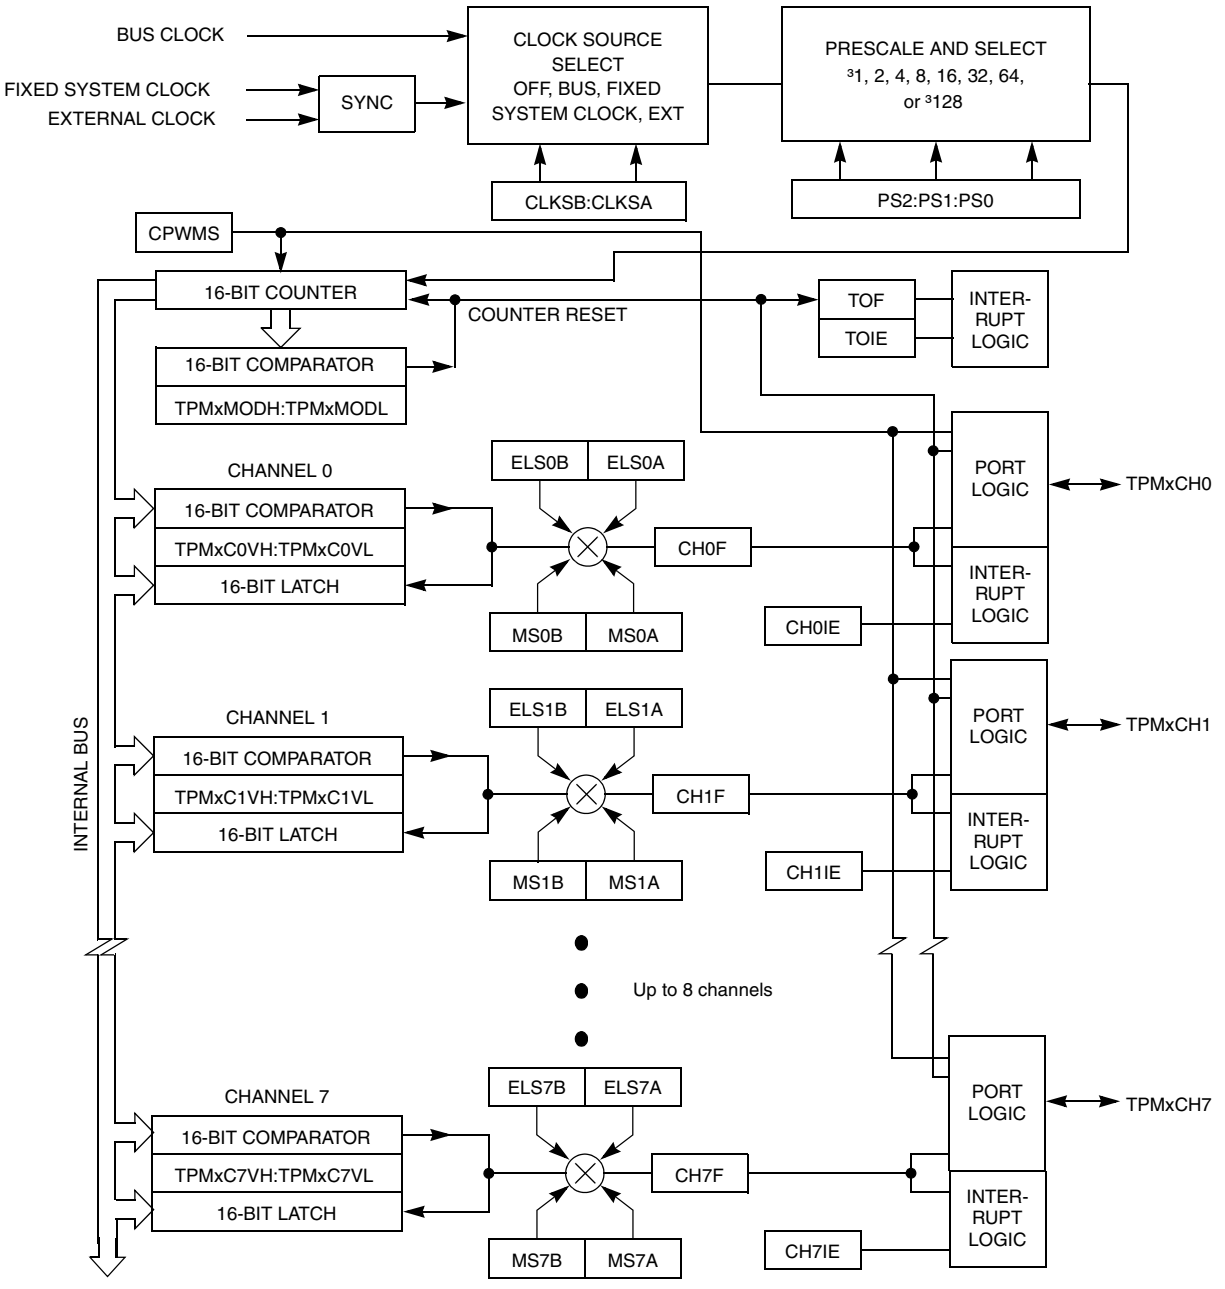 BUS CLOCK
FIXED SYSTEM CLOCK
EXTERNAL CLOCK
SYNC
CLOCK SOURCE
SELECT
OFF, BUS, FIXED
SYSTEM CLOCK, EXT
PRESCALE AND SELECT
³1, 2, 4, 8, 16, 32, 64,
or ³128
CLKSB:CLKSA
PS2:PS1:PS0
CPWMS
16-BIT COUNTER
COUNTER RESET
16-BIT COMPARATOR
TPMxMODH:TPMxMODL
TOF
TOIE
INTER-
RUPT
LOGIC
CHANNEL 0
16-BIT COMPARATOR
TPMxC0VH:TPMxC0VL
16-BIT LATCH
ELS0B
ELS0A
MS0B
MS0A
CH0F
CH0IE
PORT
LOGIC
INTER-
RUPT
LOGIC
TPMxCH0
INTERNAL BUS
CHANNEL 1
16-BIT COMPARATOR
TPMxC1VH:TPMxC1VL
16-BIT LATCH
ELS1B
ELS1A
MS1B
MS1A
CH1F
CH1IE
PORT
LOGIC
INTER-
RUPT
LOGIC
TPMxCH1
Up to 8 channels
CHANNEL 7
16-BIT COMPARATOR
TPMxC7VH:TPMxC7VL
16-BIT LATCH
ELS7B
ELS7A
MS7B
MS7A
CH7F
CH7IE
PORT
LOGIC
INTER-
RUPT
LOGIC
TPMxCH7